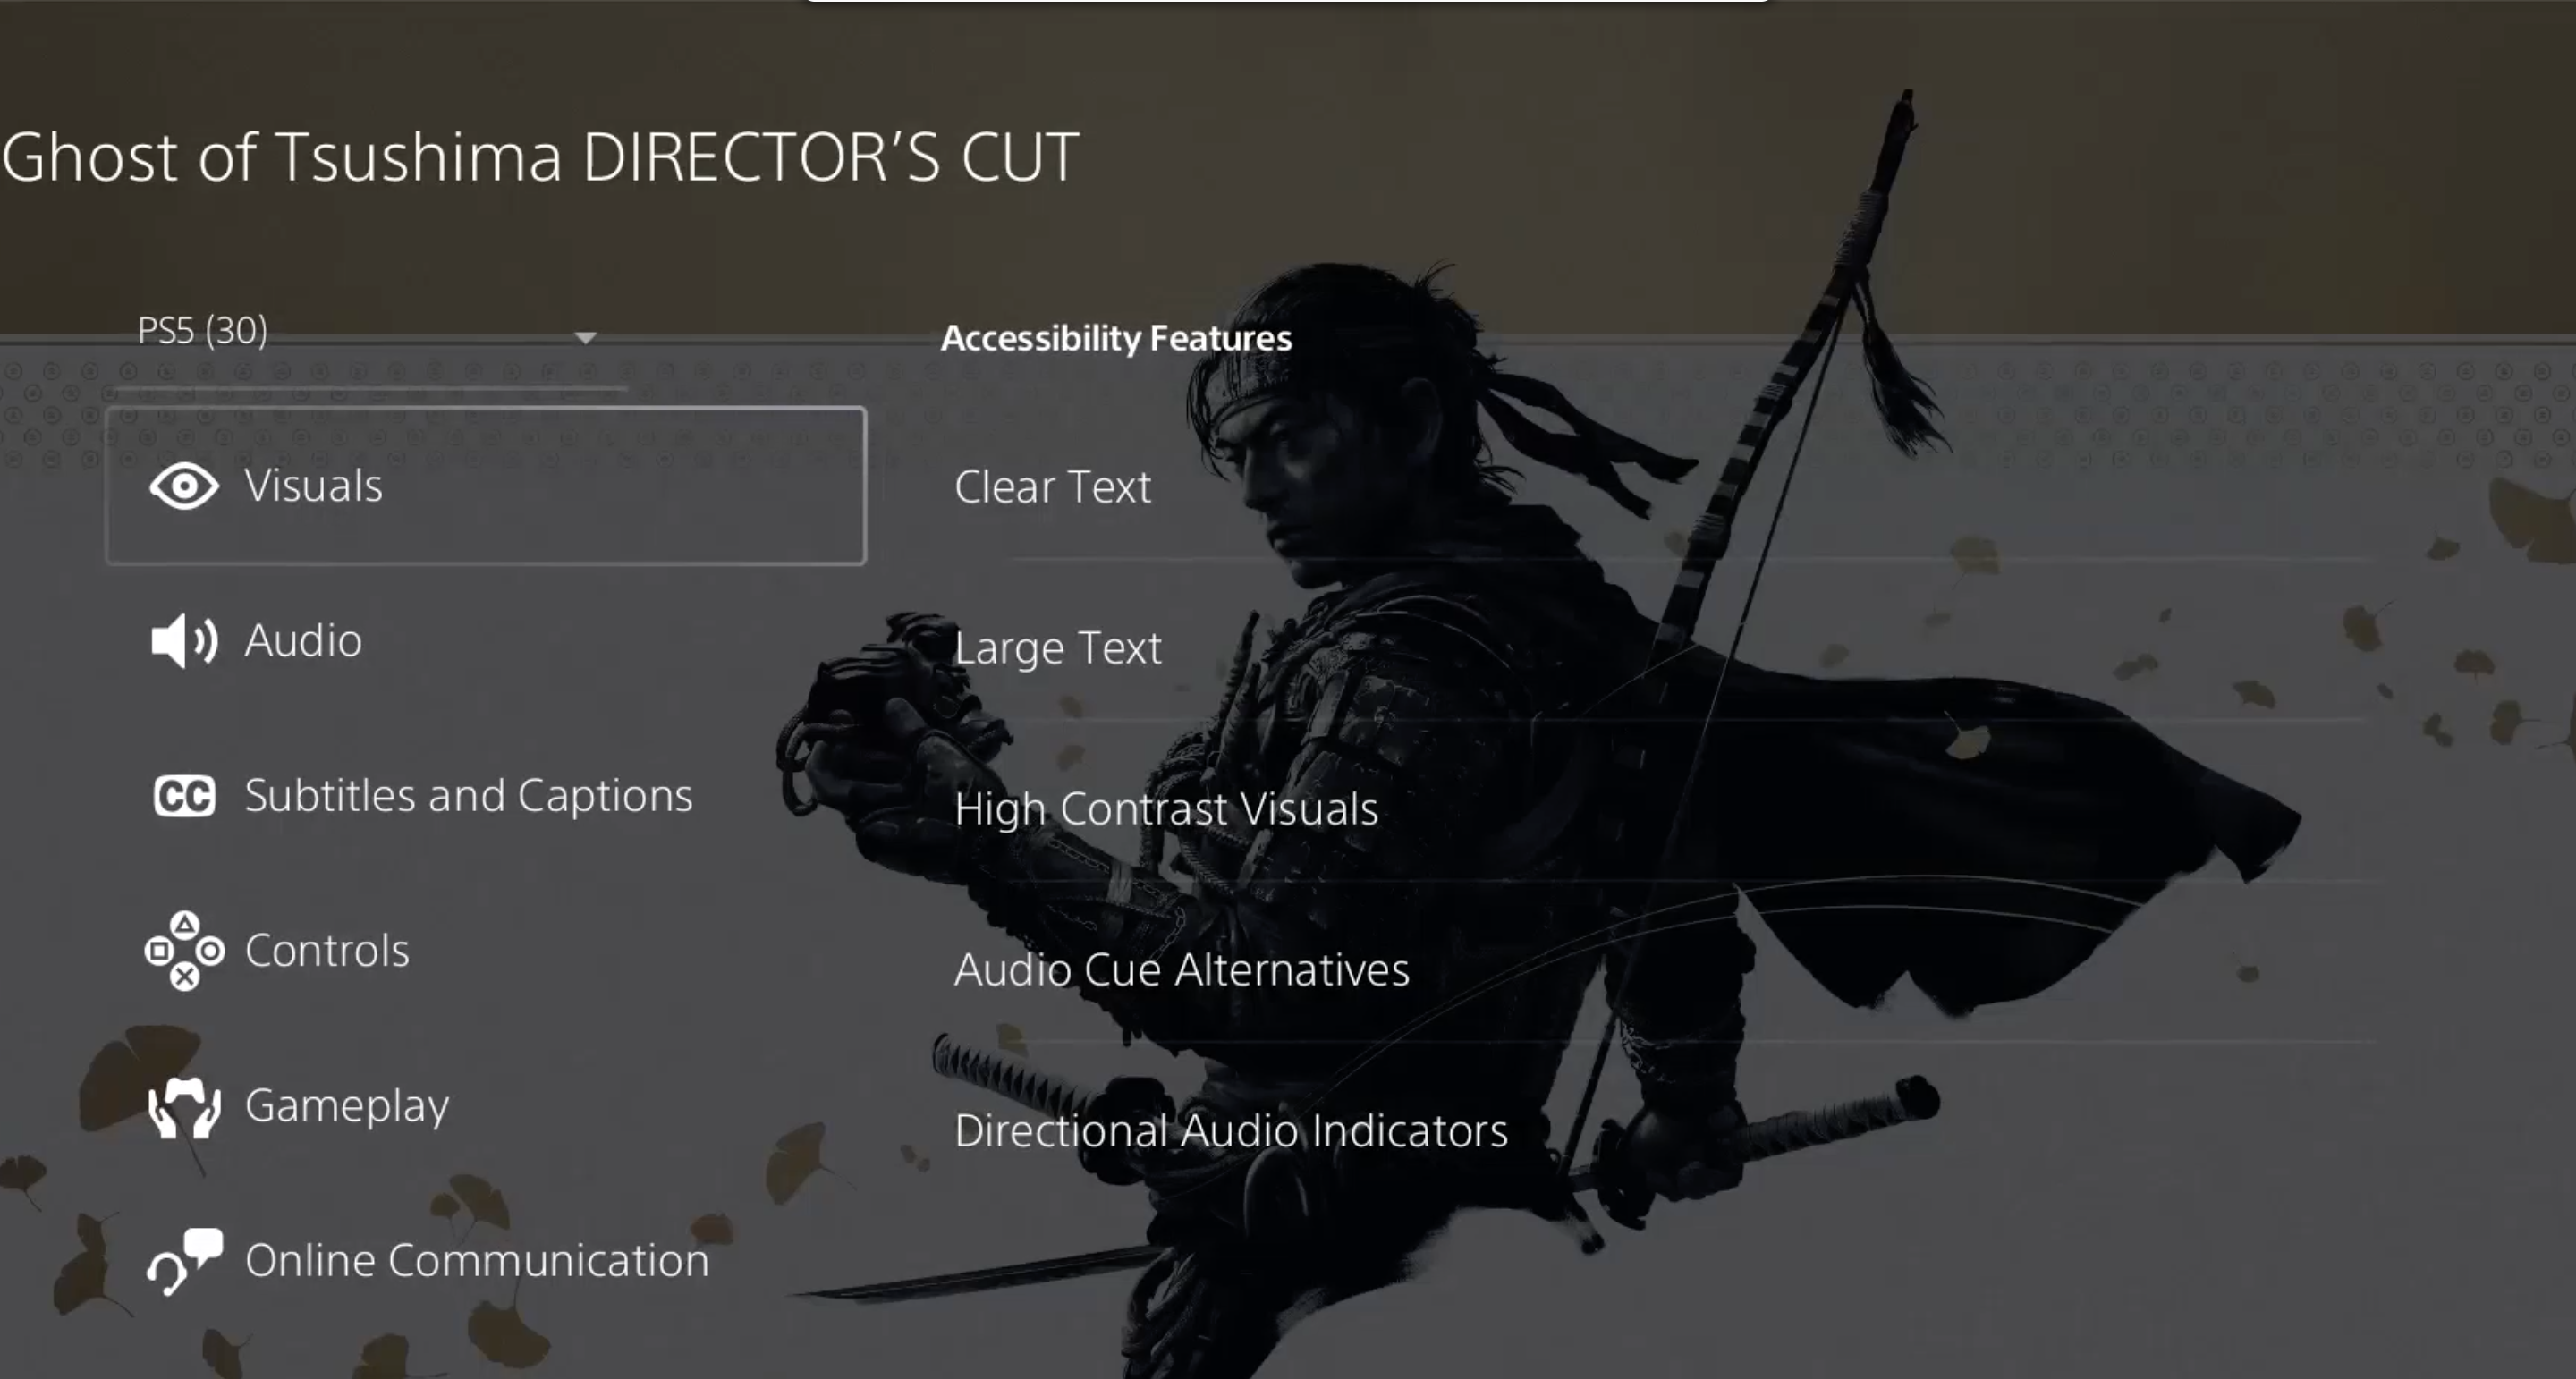 Ghost of Tsushima DIRECTOR'S CUT
PS5 (30)
Visuals
Audio
CC Subtitles and Captions
Controls
Gameplay
Online Communication
Accessibility Features
Clear Text
Large Text
High Contrast Visuals
Audio Cue Alternatives
Directional Audio Indicators